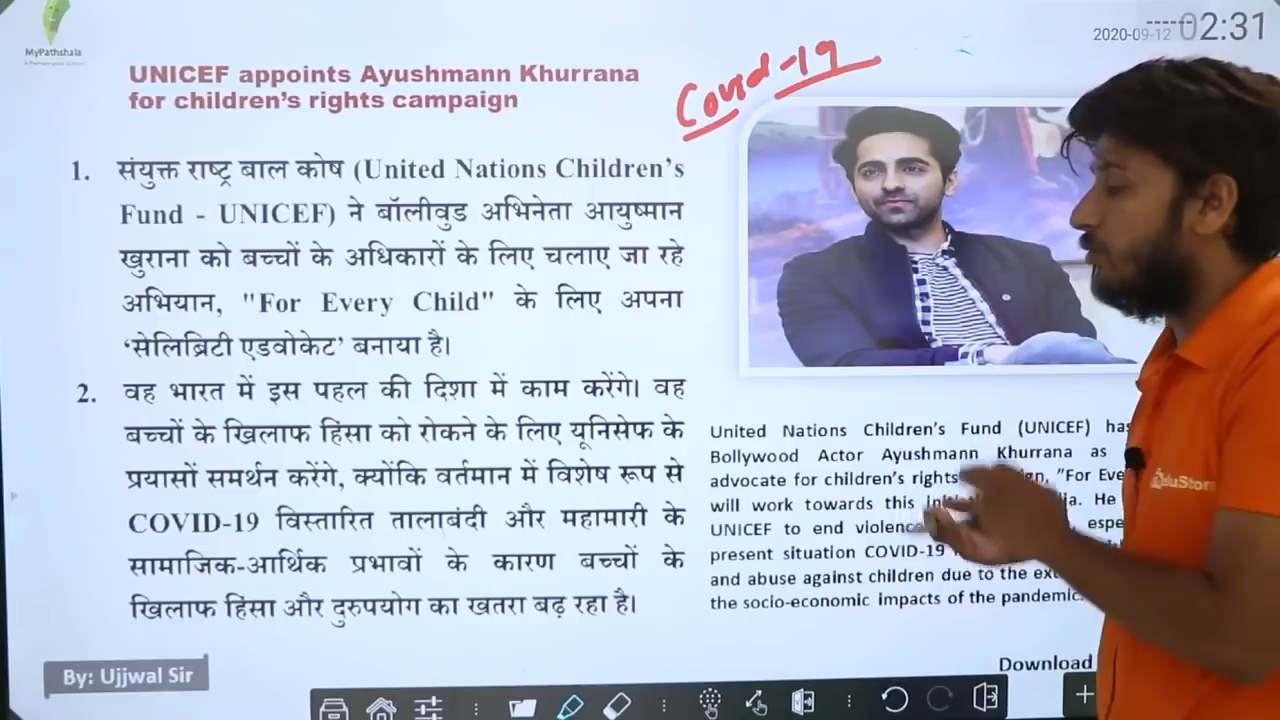 MyPathshala
2020-09-12 02:31
UNICEF appoints Ayushmann Khurrana
for children's rights campaign
Covid-19
1. संयुक्त राष्ट्र बाल कोष (United Nations Children's
Fund - UNICEF) ने बॉलीवुड अभिनेता आयुष्मान
खुराना को बच्चों के अधिकारों के लिए चलाए जा रहे
अभियान, "For Every Child" के लिए अपना
'सेलिब्रिटी एडवोकेट' बनाया है।
2. वह भारत में इस पहल की दिशा में काम करेंगे। वह
बच्चों के खिलाफ हिंसा को रोकने के लिए यूनिसेफ के
प्रयासों समर्थन करेंगे, क्योंकि वर्तमान में विशेष रूप से
COVID-19 विस्तारित तालाबंदी और महामारी के
सामाजिक-आर्थिक प्रभावों के कारण बच्चों के
खिलाफ हिंसा और दुरुपयोग का खतरा बढ़ रहा है।
United Nations Children's Fund (UNICEF) has
Bollywood Actor Ayushmann Khurrana as
advocate for children's rights "For Eve
will work towards this He
UNICEF to end violence espe
present situation COVID-19
and abuse against children due to the
the socio-economic impacts of the pandemic.
EduStore
By: Ujjwal Sir
Download